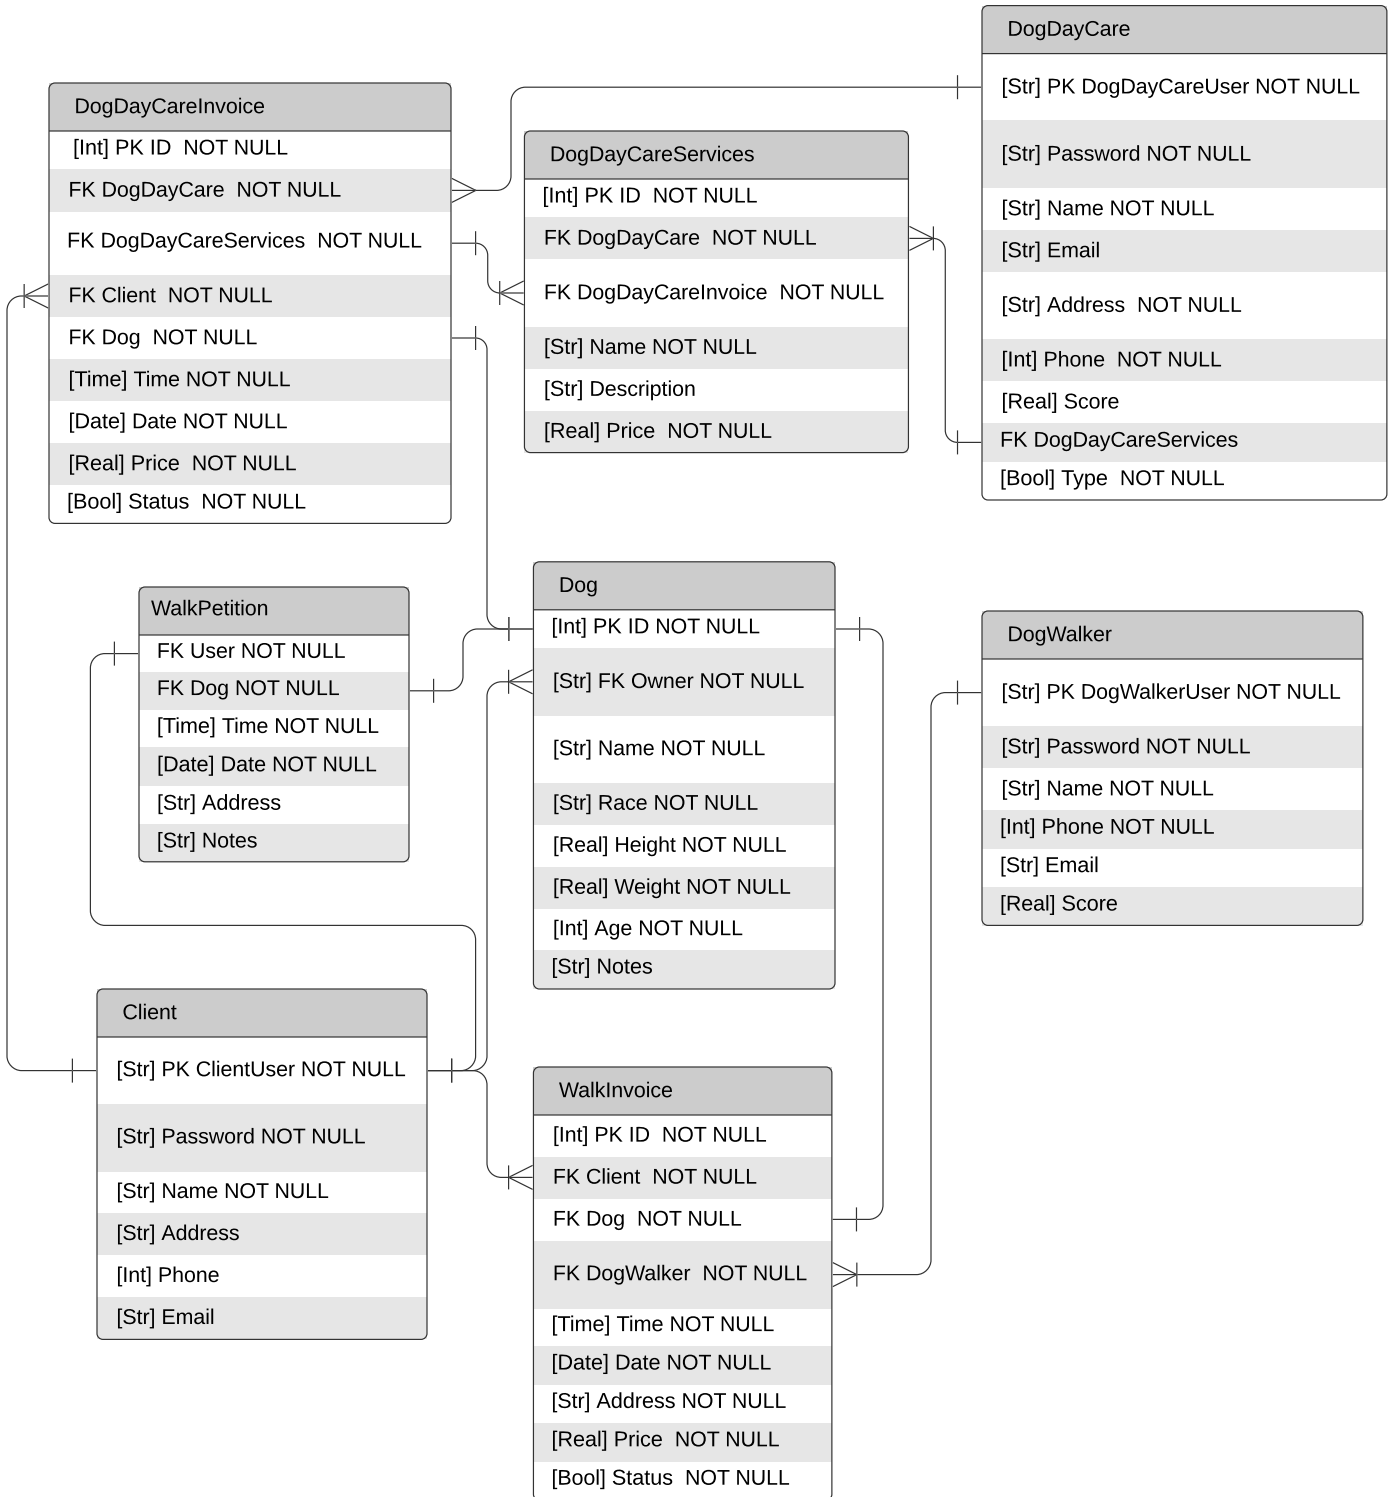 DogDayCare
[Str] PK DogDayCareUser NOT NULL
[Str] Password NOT NULL
[Str] Name NOT NULL
[Str] Email
[Str] Address  NOT NULL
[Int] Phone  NOT NULL
[Real] Score
FK DogDayCareServices
[Bool] Type  NOT NULL
DogDayCareInvoice
[Int] PK ID  NOT NULL
FK DogDayCare  NOT NULL
FK DogDayCareServices  NOT NULL
FK Client  NOT NULL
FK Dog  NOT NULL
[Time] Time NOT NULL
[Date] Date NOT NULL
[Real] Price  NOT NULL
[Bool] Status  NOT NULL
DogDayCareServices
[Int] PK ID  NOT NULL
FK DogDayCare  NOT NULL
FK DogDayCareInvoice  NOT NULL
[Str] Name NOT NULL
[Str] Description
[Real] Price  NOT NULL
WalkPetition
FK User NOT NULL
FK Dog NOT NULL
[Time] Time NOT NULL
[Date] Date NOT NULL
[Str] Address
[Str] Notes
Dog
[Int] PK ID NOT NULL
[Str] FK Owner NOT NULL
[Str] Name NOT NULL
[Str] Race NOT NULL
[Real] Height NOT NULL
[Real] Weight NOT NULL
[Int] Age NOT NULL
[Str] Notes
DogWalker
[Str] PK DogWalkerUser NOT NULL
[Str] Password NOT NULL
[Str] Name NOT NULL
[Int] Phone NOT NULL
[Str] Email
[Real] Score
Client
[Str] PK ClientUser NOT NULL
[Str] Password NOT NULL
[Str] Name NOT NULL
[Str] Address
[Int] Phone
[Str] Email
WalkInvoice
[Int] PK ID  NOT NULL
FK Client  NOT NULL
FK Dog  NOT NULL
FK DogWalker  NOT NULL
[Time] Time NOT NULL
[Date] Date NOT NULL
[Str] Address NOT NULL
[Real] Price  NOT NULL
[Bool] Status  NOT NULL